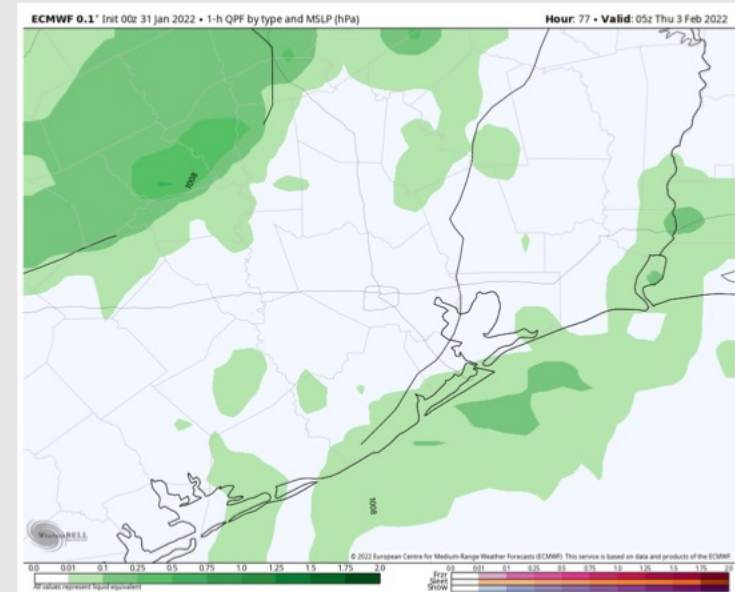 ECMWF 0.1° Init 00z 31 Jan 2022 • 1-h QPF by type and MSLP (hPa) Hour: 77 • Valid: 05z Thu 3 Feb 2022
1008
1008
WeatherBELL
© 2022 European Centre for Medium-Range Weather Forecasts (ECMWF). This service is based on data and products of the ECMWF.
0.0 0.01 0.1 0.25 0.5 0.75 1.0 1.25 1.5 1.75 2.0
All values represent liquid equivalent
0.0 0.01 0.1 0.25 0.5 0.75 1.0 1.25 1.5 1.75 2.0
Frzr
Sleet
Snow